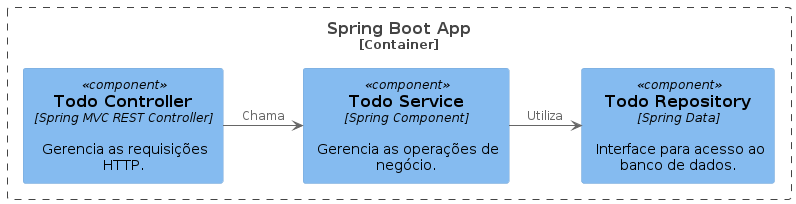 Spring Boot App
[Container]
«component»
Todo Controller
[Spring MVC REST Controller]
Gerencia as requisições
HTTP.
Chama
«component»
Todo Service
[Spring Component]
Gerencia as operações de
negócio.
Utiliza
«component»
Todo Repository
[Spring Data]
Interface para acesso ao
banco de dados.